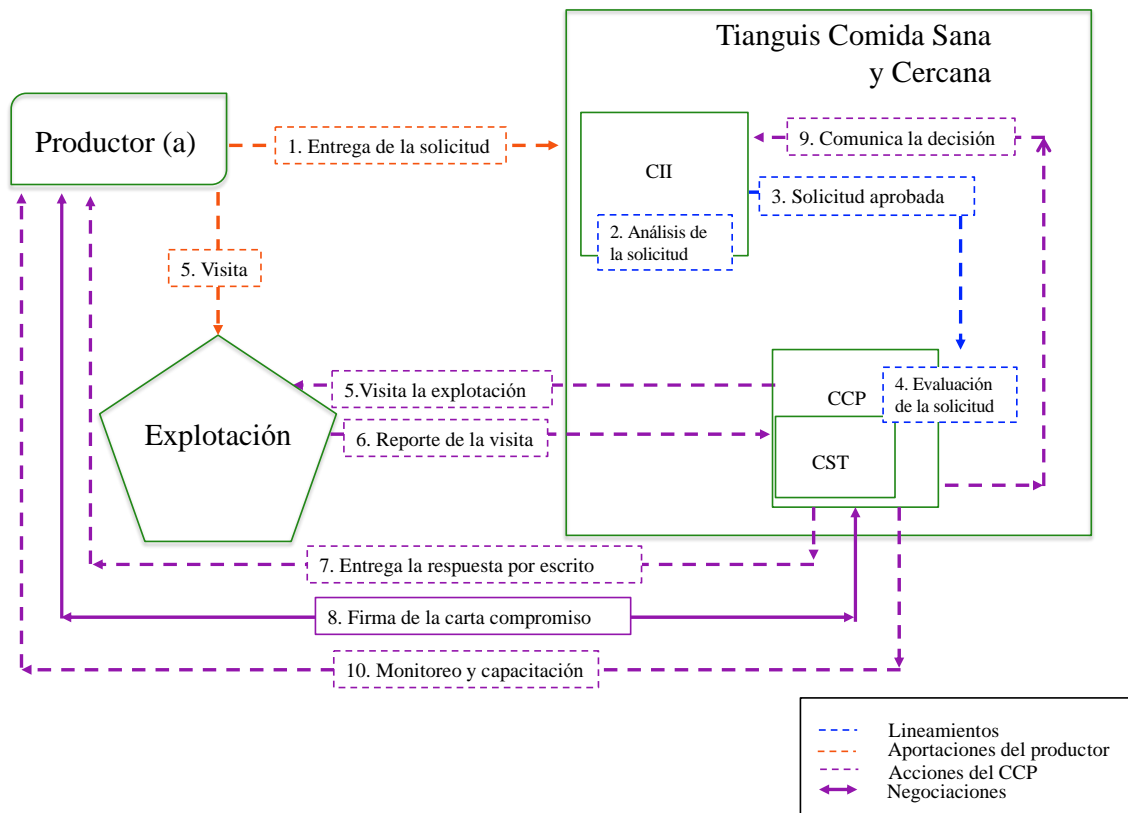 Tianguis Comida Sana
y Cercana
Productor (a)
1. Entrega de la solicitud
9. Comunica la decisión
CII
3. Solicitud aprobada
2. Análisis de
la solicitud
5. Visita
5.Visita la explotación
CCP
4. Evaluación
de la solicitud
Explotación
6. Reporte de la visita
CST
7. Entrega la respuesta por escrito
8. Firma de la carta compromiso
10. Monitoreo y capacitación
Lineamientos
Aportaciones del productor
Acciones del CCP
Negociaciones